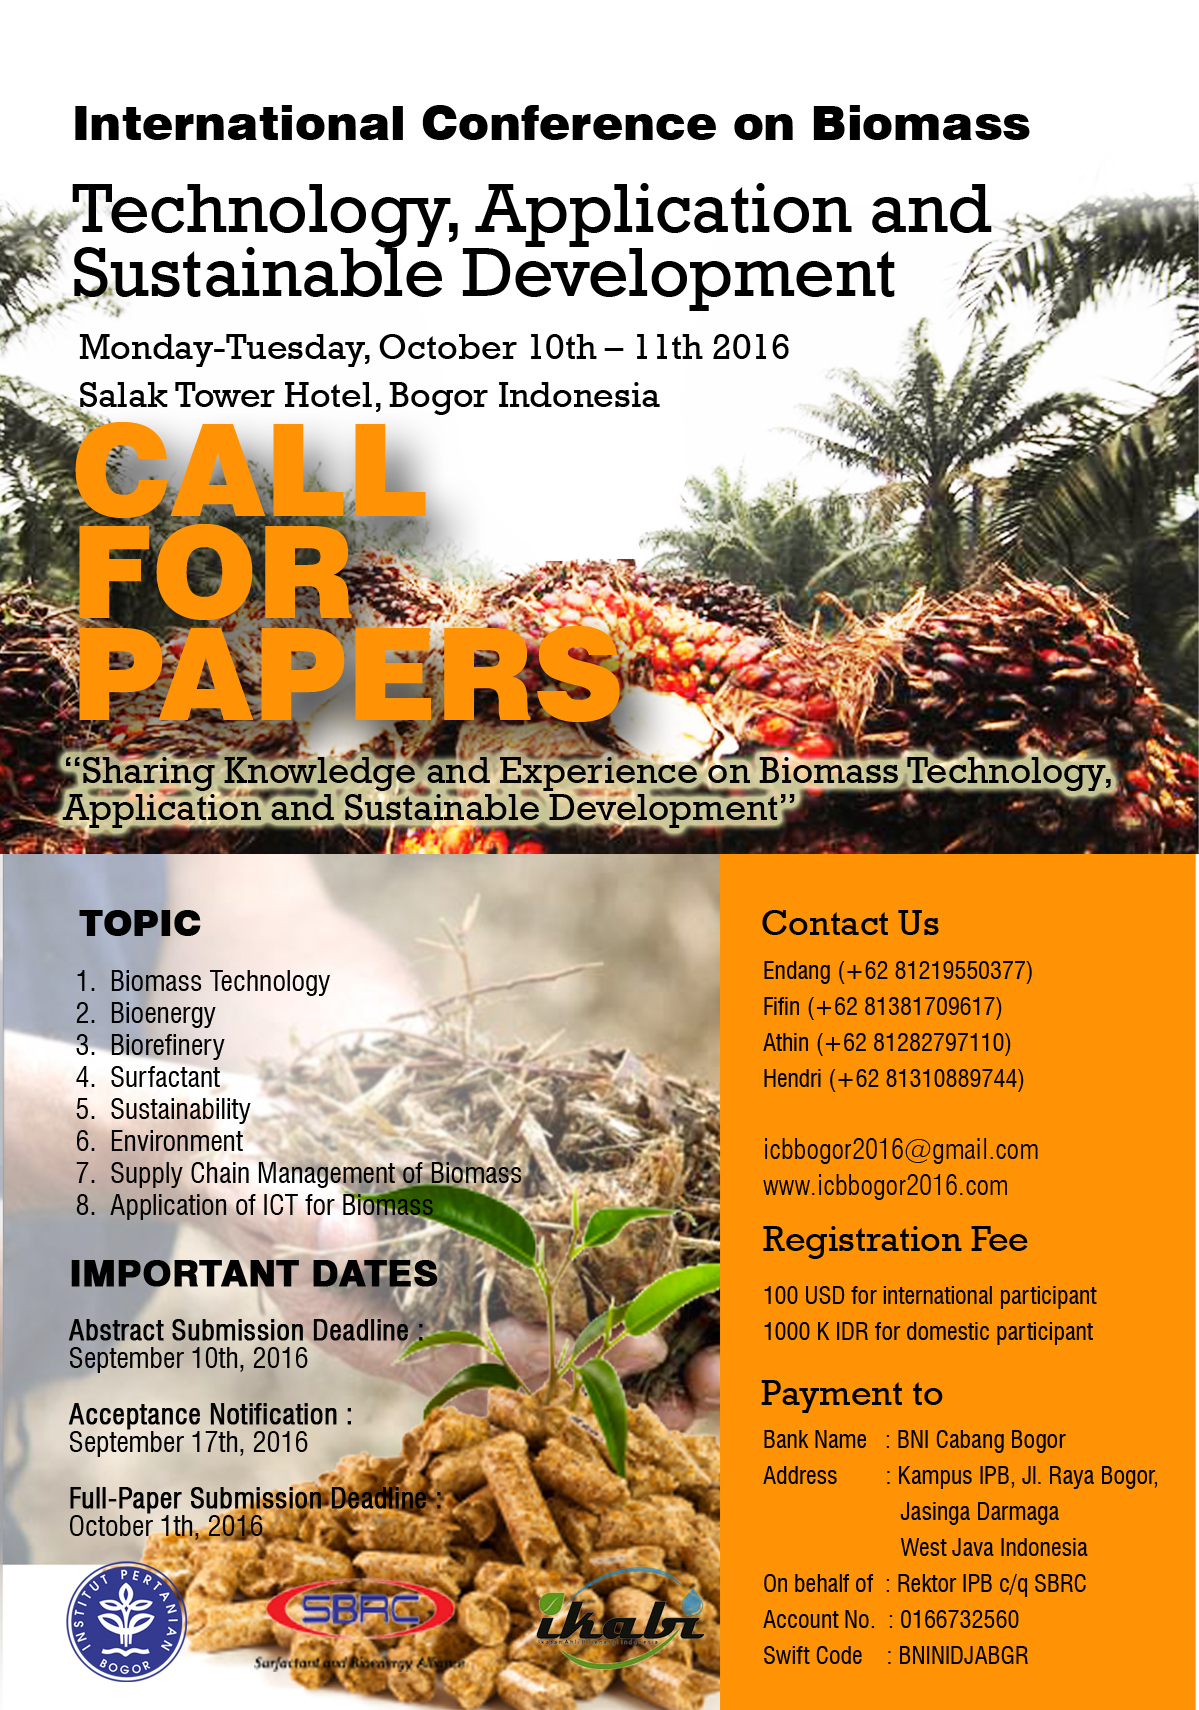 International Conference on Biomass
Technology, Application and
Sustainable Development
Monday-Tuesday, October 10th – 11th 2016
Salak Tower Hotel, Bogor Indonesia
CALL
FOR
PAPERS
“Sharing Knowledge and Experience on Biomass Technology,
Application and Sustainable Development”
TOPIC
1. Biomass Technology
2. Bioenergy
3. Biorefinery
4. Surfactant
5. Sustainability
6. Environment
7. Supply Chain Management of Biomass
8. Application of ICT for Biomass
IMPORTANT DATES
Abstract Submission Deadline :
September 10th, 2016
Acceptance Notification :
September 17th, 2016
Full-Paper Submission Deadline :
October 1th, 2016
INSTITUT PERTANIAN
BOGOR
SBRC
Surfactant and Bioenergy Alliance
ikabi
Contact Us
Endang (+62 81219550377)
Fifin (+62 81381709617)
Athin (+62 81282797110)
Hendri (+62 81310889744)
icbbogor2016@gmail.com
www.icbbogor2016.com
Registration Fee
100 USD for international participant
1000 K IDR for domestic participant
Payment to
Bank Name : BNI Cabang Bogor
Address : Kampus IPB, Jl. Raya Bogor,
Jasinga Darmaga
West Java Indonesia
On behalf of : Rektor IPB c/q SBRC
Account No. : 0166732560
Swift Code : BNINIDJABGR